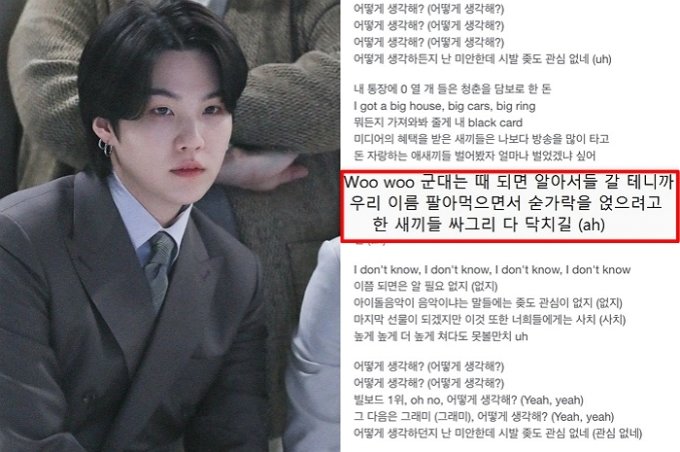 어떻게 생각해? (어떻게 생각해?)
어떻게 생각해? (어떻게 생각해?)
어떻게 생각해? (어떻게 생각해?)
어떻게 생각하든지 난 미안한데 시발 좆도 관심 없네 (uh)
내 통장에 0 열 개 들은 청춘을 담보로 한 돈
I got a big house, big cars, big ring
뭐든지 가져와봐 줄게 내 black card
미디어의 혜택을 받은 새끼들은 나보다 방송을 많이 타고
돈 자랑하는 애새끼들 벌어봤자 얼마나 벌었겠냐 싶어
Woo woo 군대는 때 되면 알아서들 갈 테니까
우리 이름 팔아먹으면서 숟가락을 얹으려고
한 새끼들 싸그리 다 닥치길 (ah)
I don't know, I don't know, I don't know, I don't know
이쯤 되면은 알 필요 없지 (없지)
아이돌음악이 음악이냐는 말들에는 좆도 관심이 없지 (없지)
마지막 선물이 되겠지만 이것 또한 너희들에게는 사치 (사치)
높게 높게 더 높게 쳐다도 못볼만치 uh
어떻게 생각해? (어떻게 생각해?)
어떻게 생각해? (어떻게 생각해?)
빌보드 1위, oh no, 어떻게 생각해? (Yeah, yeah)
그 다음은 그래미 (그래미), 어떻게 생각해? (Yeah, yeah)
어떻게 생각하던지 난 미안한데 시발 좆도 관심 없네 (관심 없네)